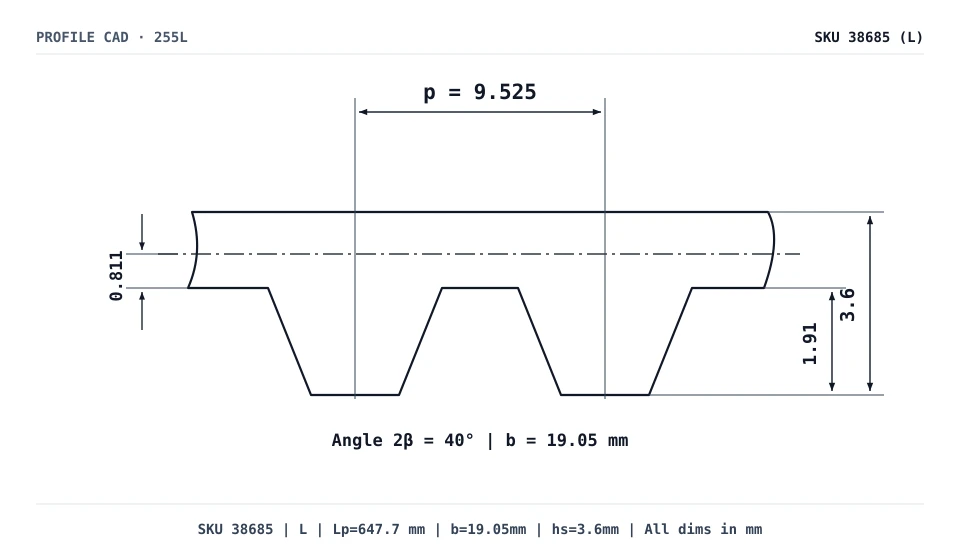 PROFILE CAD · 255L
SKU 38685 (L)
p = 9.525
0.811
3.6
1.91
Angle 2β = 40° | b = 19.05 mm
SKU 38685 | L | Lp=647.7 mm | b=19.05mm | hs=3.6mm | All dims in mm